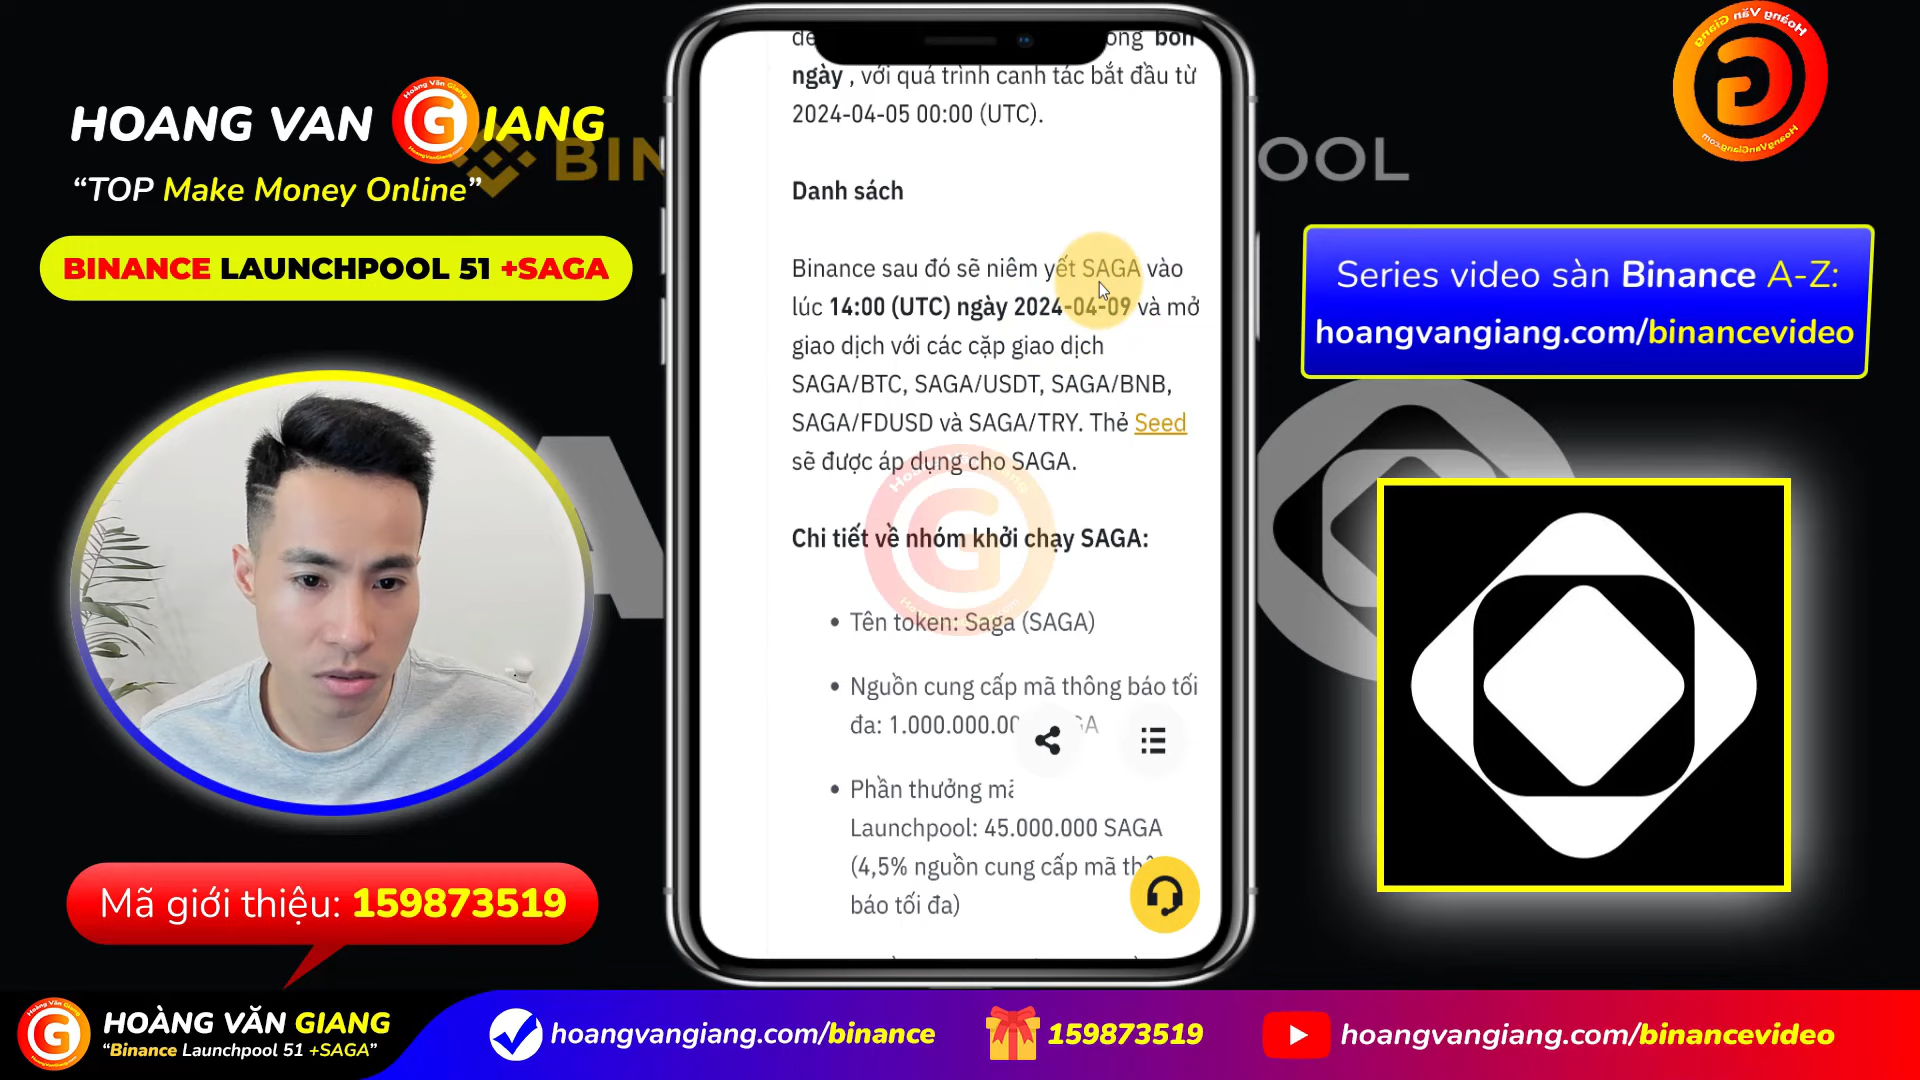 HOANG VAN GIANG
“TOP Make Money Online”
BINANCE LAUNCHPOOL 51 +SAGA
Mã giới thiệu: 159873519
ngày , với quá trình canh tác bắt đầu từ
2024-04-05 00:00 (UTC).
Danh sách
Binance sau đó sẽ niêm yết SAGA vào
lúc 14:00 (UTC) ngày 2024-04-09 và mở
giao dịch với các cặp giao dịch
SAGA/BTC, SAGA/USDT, SAGA/BNB,
SAGA/FDUSD và SAGA/TRY. Thẻ Seed
sẽ được áp dụng cho SAGA.
Chi tiết về nhóm khởi chạy SAGA:
• Tên token: Saga (SAGA)
• Nguồn cung cấp mã thông báo tối
đa: 1.000.000.00
• Phần thưởng mã
Launchpool: 45.000.000 SAGA
(4,5% nguồn cung cấp mã
báo tối đa)
Series video sàn Binance A-Z:
hoangvangiang.com/binancevideo
HOÀNG VĂN GIANG
“Binance Launchpool 51 +SAGA”
hoangvangiang.com/binance
159873519
hoangvangiang.com/binancevideo